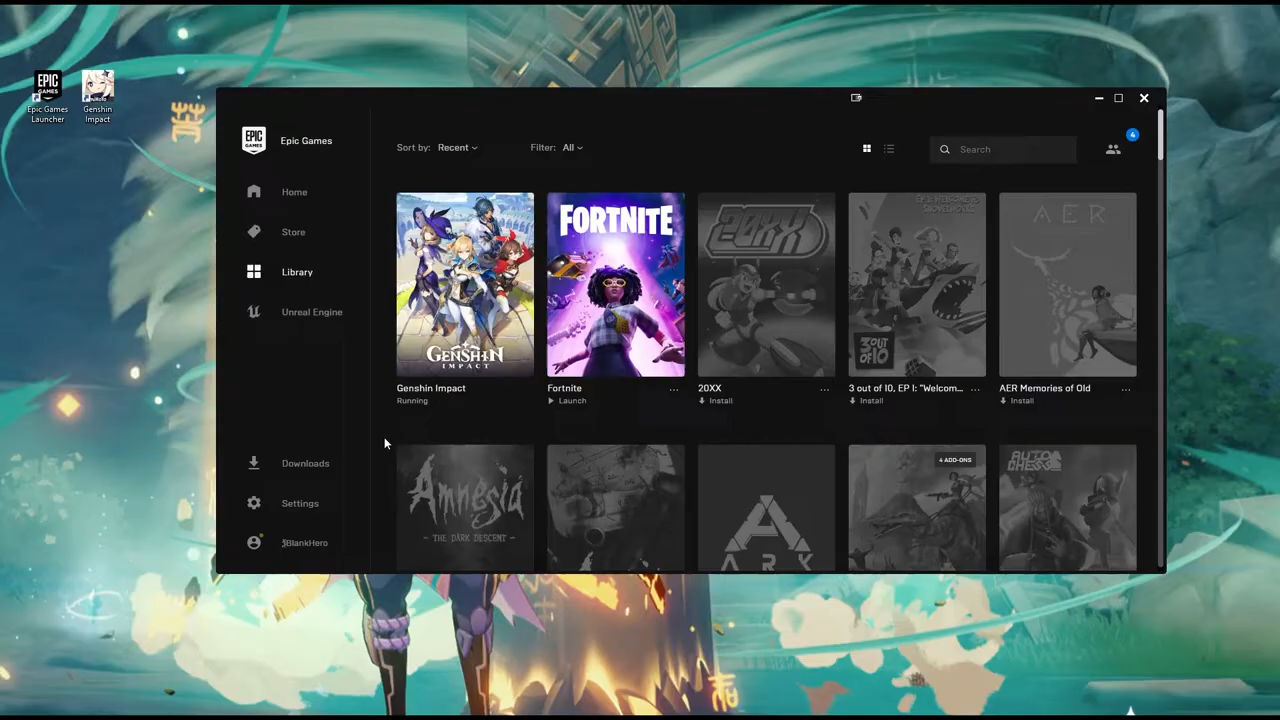 EPIC
GAMES
Epic Games
Launcher
Genshin
Impact
EPIC
GAMES
Epic Games
Home
Store
Library
Unreal Engine
Downloads
Settings
Sort by: Recent
Filter: All
Search
4
GENSHIN
IMPACT
Genshin Impact
Running
FORTNITE
Fortnite
...
Launch
20XX
20XX
...
Install
3 OUT
OF 10
3 out of 10, EP 1: "Welcom...
...
Install
AER
AER Memories of Old
...
Install
Amnesia
- THE DARK DESCENT -
ARK
4 ADD-ONS
AUTO
CHESS